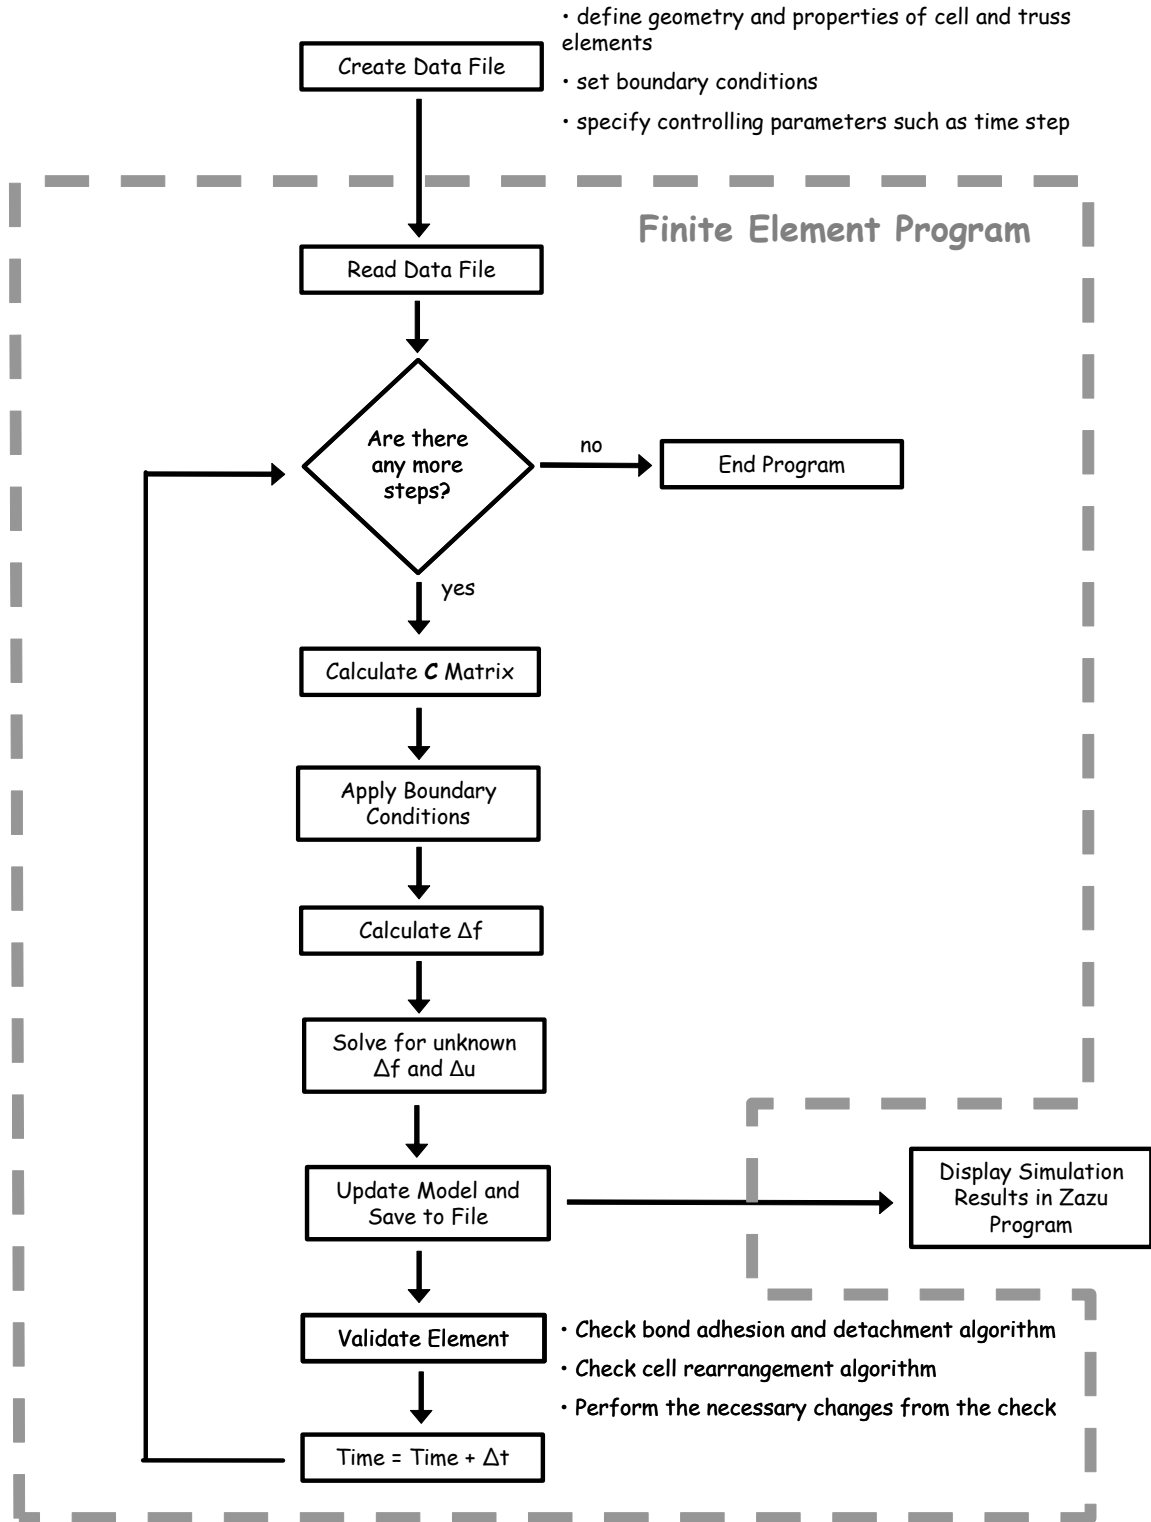 • define geometry and properties of cell and truss
elements
Create Data File
• set boundary conditions
• specify controlling parameters such as time step
Finite Element Program
Read Data File
Are there
any more
steps?
no
End Program
yes
Calculate C Matrix
Apply Boundary
Conditions
Calculate Δf
Solve for unknown
Δf and Δu
Update Model and
Save to File
Display Simulation
Results in Zazu
Program
Validate Element
• Check bond adhesion and detachment algorithm
• Check cell rearrangement algorithm
• Perform the necessary changes from the check
Time = Time + Δt